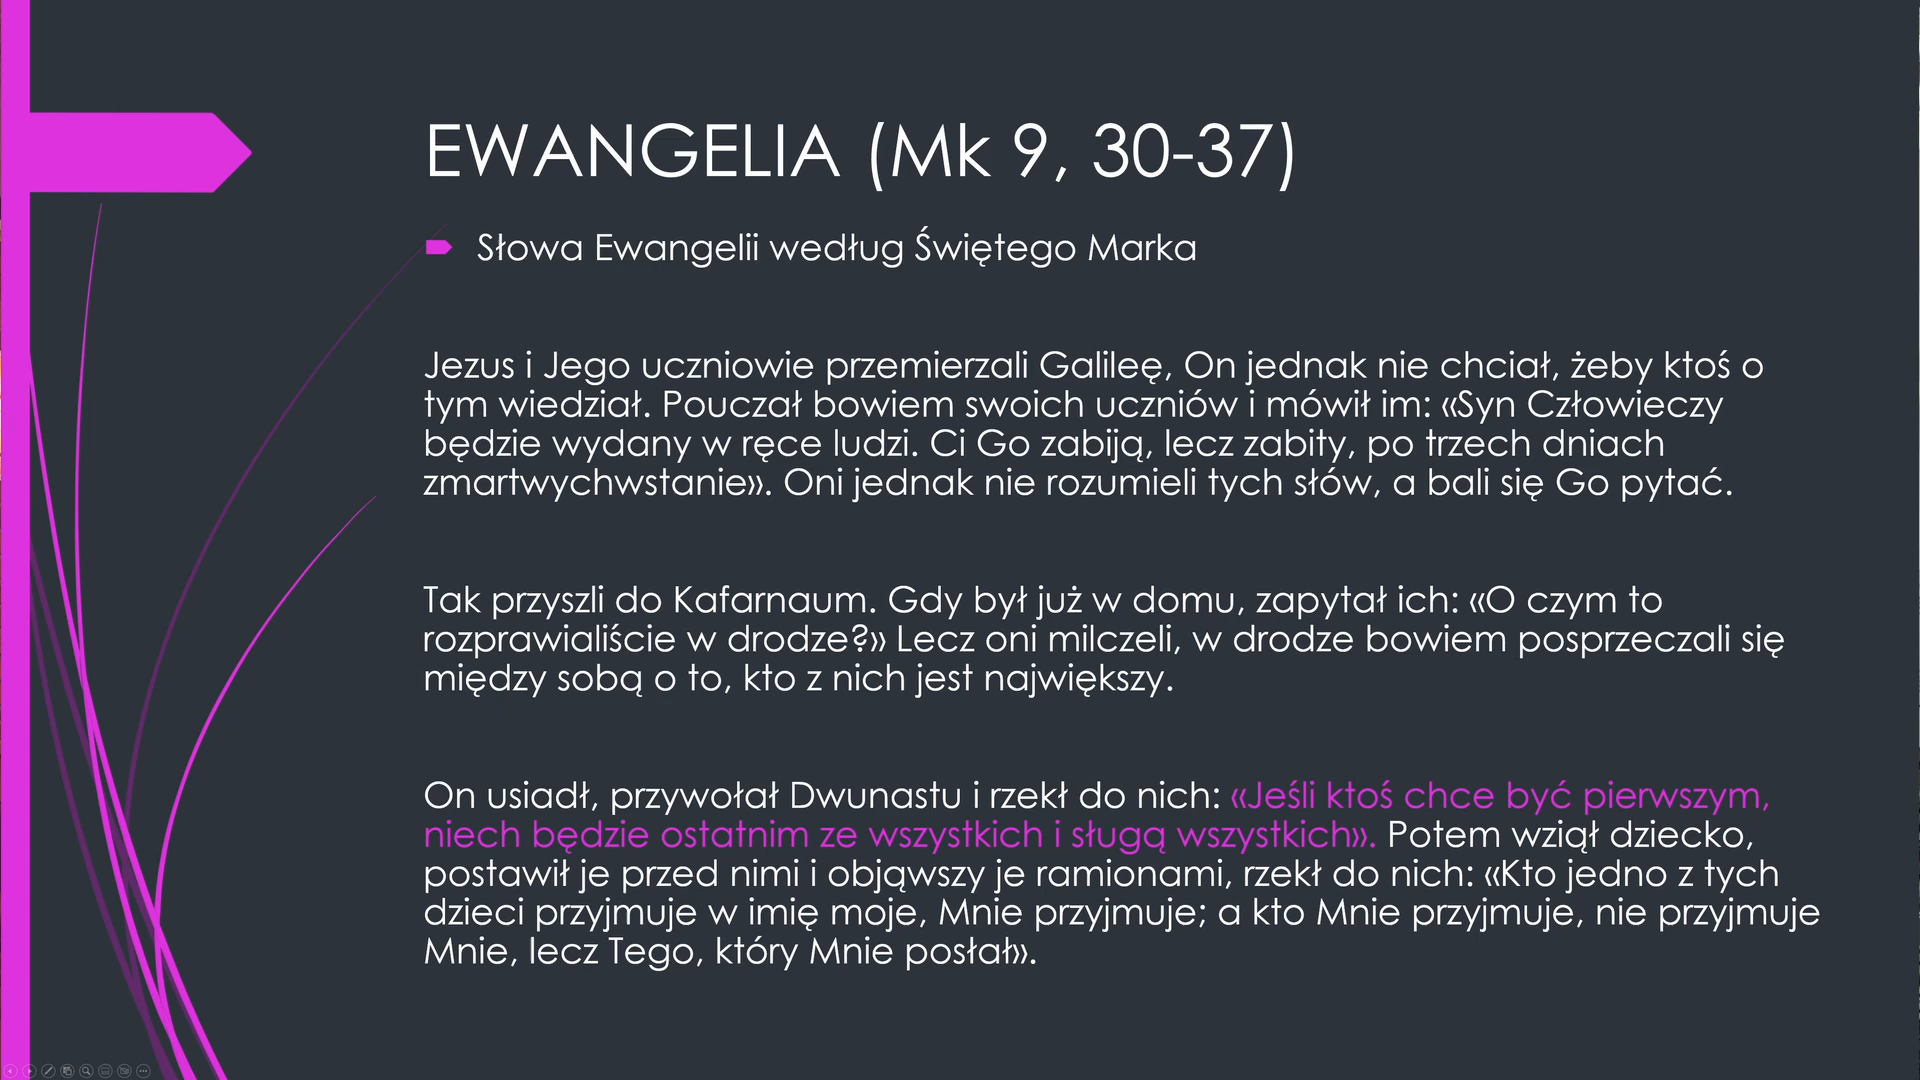 EWANGELIA (Mk 9, 30-37)
Słowa Ewangelii według Świętego Marka
Jezus i Jego uczniowie przemierzali Galileę, On jednak nie chciał, żeby ktoś o
tym wiedział. Pouczał bowiem swoich uczniów i mówił im: «Syn Człowieczy
będzie wydany w ręce ludzi. Ci Go zabiją, lecz zabity, po trzech dniach
zmartwychwstanie». Oni jednak nie rozumieli tych słów, a bali się Go pytać.
Tak przyszli do Kafarnaum. Gdy był już w domu, zapytał ich: «O czym to
rozprawialiście w drodze?» Lecz oni milczeli, w drodze bowiem posprzeczali się
między sobą o to, kto z nich jest największy.
On usiadł, przywołał Dwunastu i rzekł do nich: «Jeśli ktoś chce być pierwszym,
niech będzie ostatnim ze wszystkich i sługą wszystkich». Potem wziął dziecko,
postawił je przed nimi i objąwszy je ramionami, rzekł do nich: «Kto jedno z tych
dzieci przyjmuje w imię moje, Mnie przyjmuje; a kto Mnie przyjmuje, nie przyjmuje
Mnie, lecz Tego, który Mnie posłał».